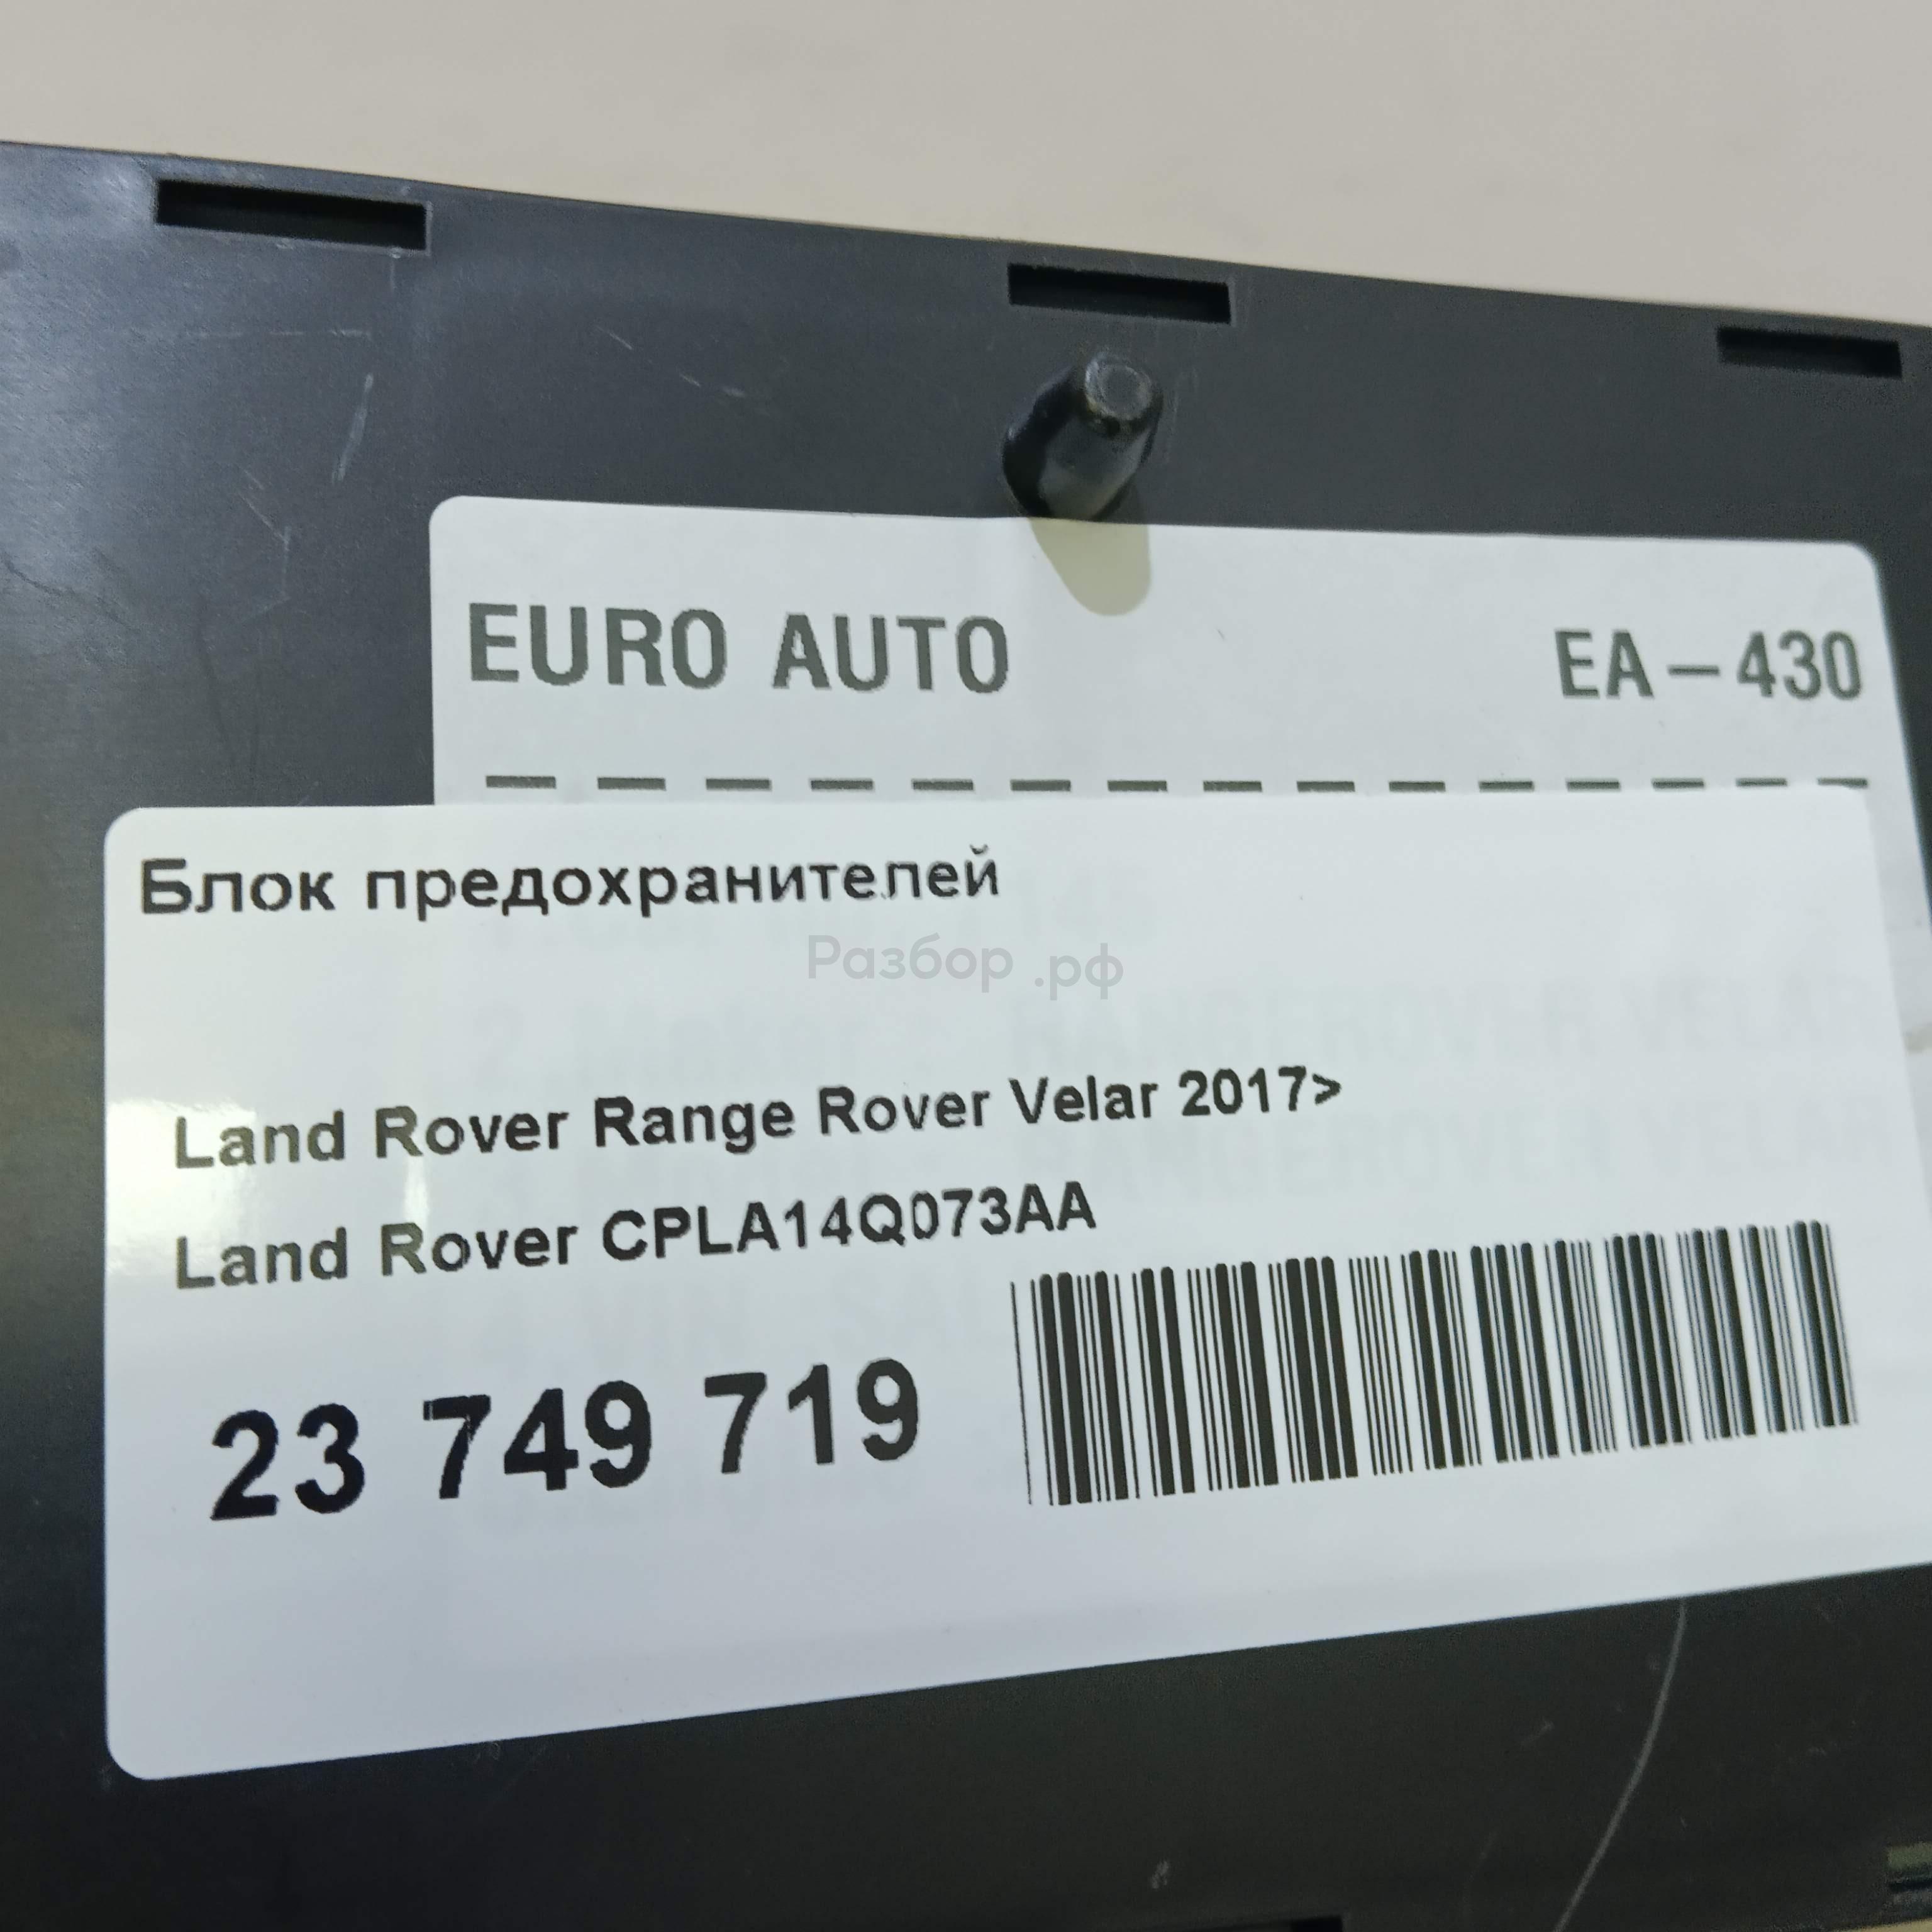 EURO AUTO EA-430
Блок предохранителей
Разбор.рф
Land Rover Range Rover Velar 2017>
Land Rover CPLA14Q073AA
23 749 719